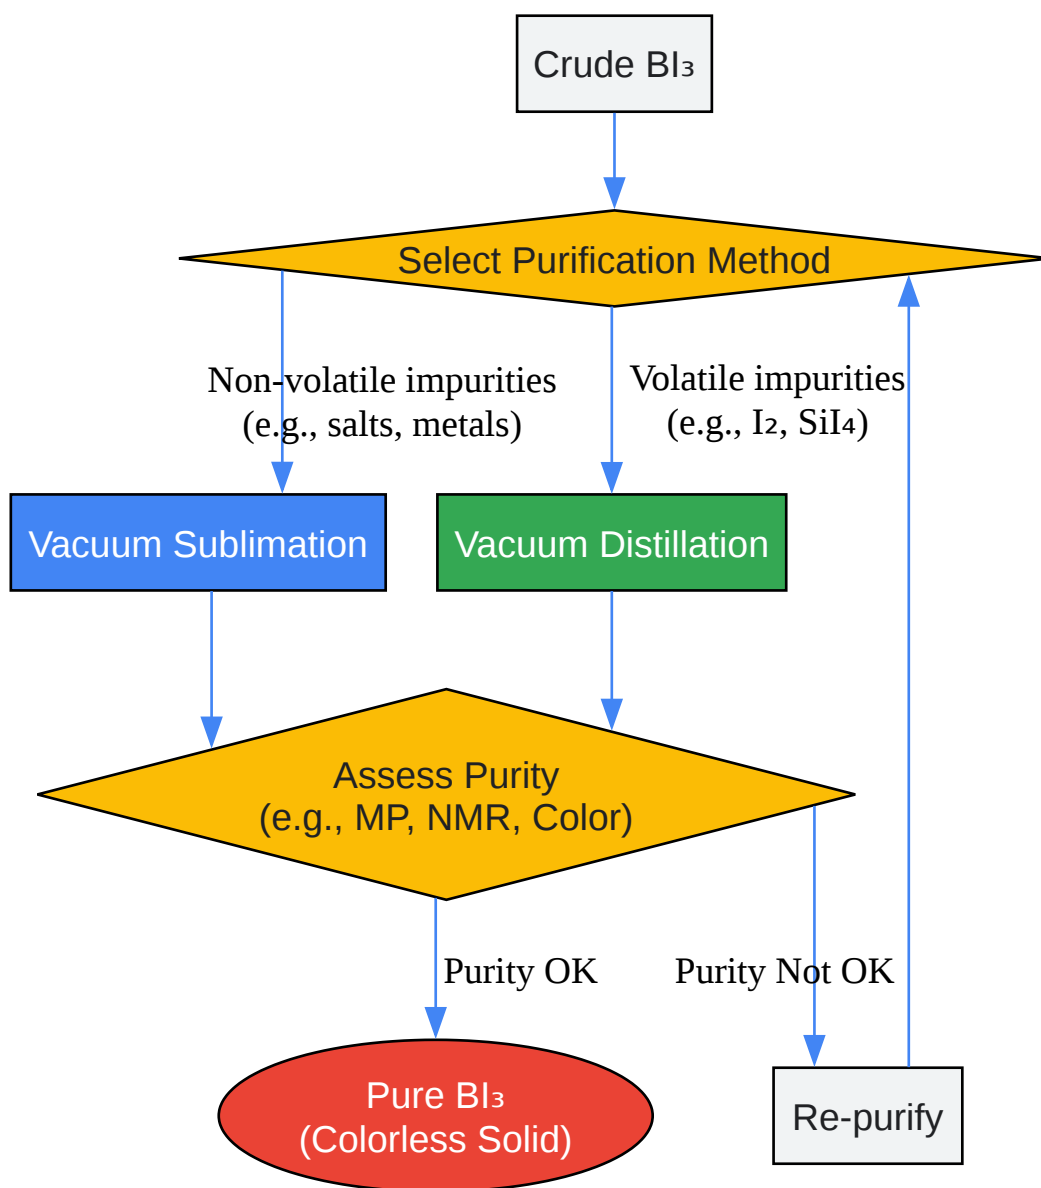 Crude BI₃
Select Purification Method
Non-volatile impurities
(e.g., salts, metals)
Volatile impurities
(e.g., I₂, SiI₄)
Vacuum Sublimation
Vacuum Distillation
Assess Purity
(e.g., MP, NMR, Color)
Purity OK
Purity Not OK
Pure BI₃
(Colorless Solid)
Re-purify